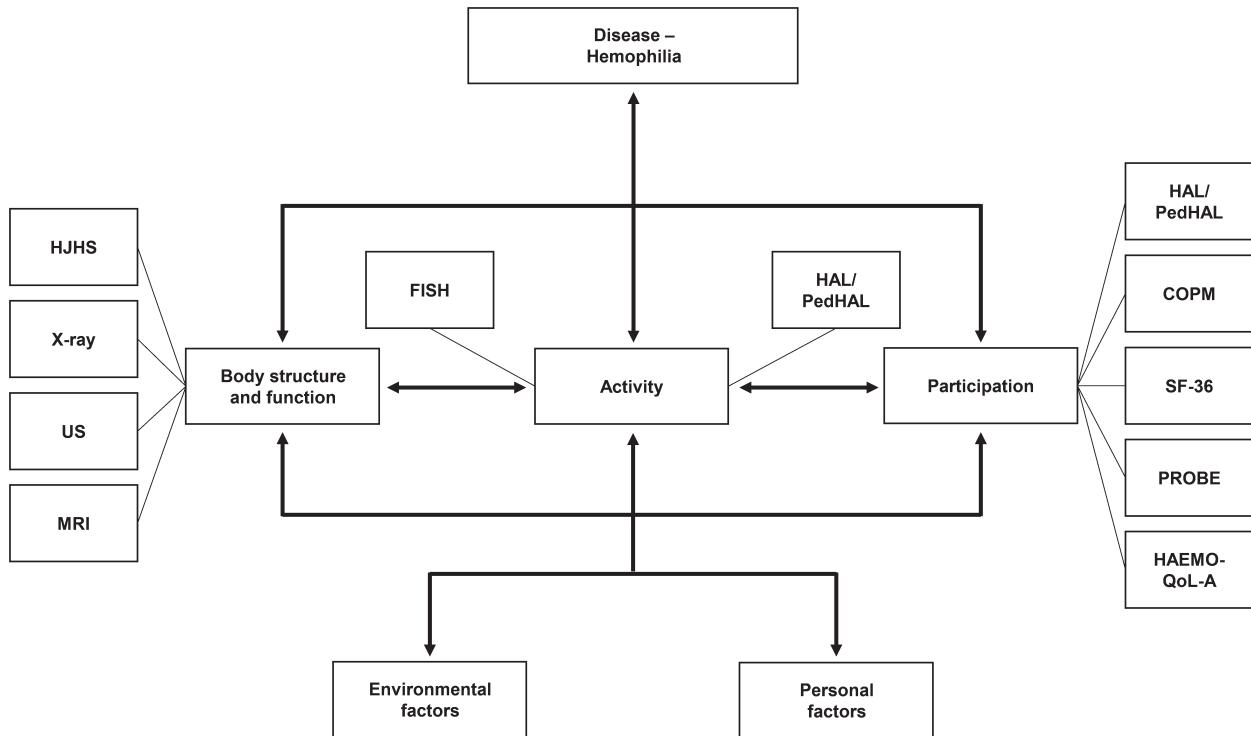 Disease –
Hemophilia
HJHS
X-ray
US
MRI
FISH
HAL/
PedHAL
Body structure
and function
Activity
Participation
HAL/
PedHAL
COPM
SF-36
PROBE
HAEMO-
QoL-A
Environmental
factors
Personal
factors